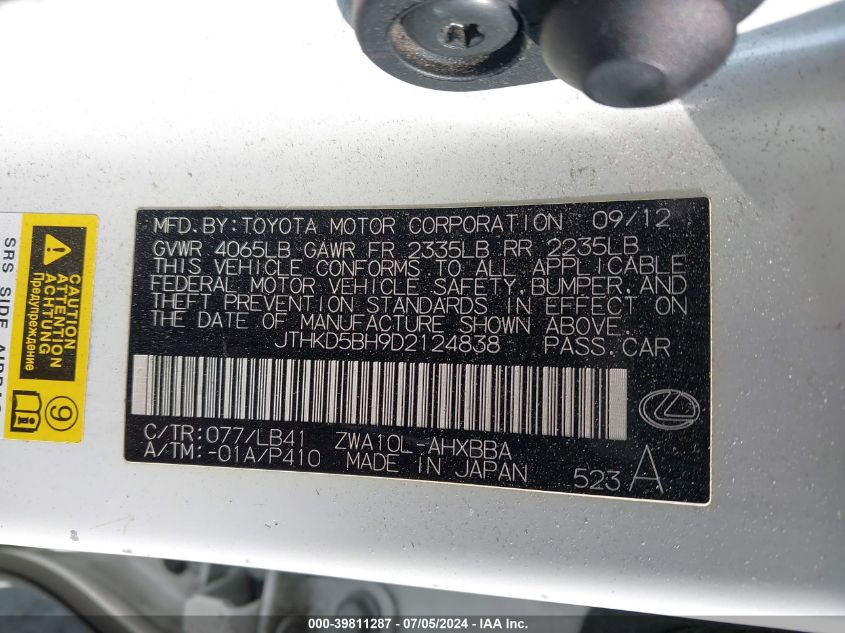 MFD.BY:TOYOTA MOTOR CORPORATION 09/12
GVWR 4065LB GAWR FR 2335LB RR 2235LB
THIS VEHICLE CONFORMS TO ALL APPLICABLE
FEDERAL MOTOR VEHICLE SAFETY,BUMPER,AND
THEFT PREVENTION STANDARDS IN EFFECT ON
THE DATE OF MANUFACTURE SHOWN ABOVE.
JTHKD5BH9D2124838 PASS.CAR
C/TR:077/LB41 ZWA10L-AHXBBA
A/TM:-01A/P410 MADE IN JAPAN
523 A
CAUTION
ATTENTION
ACHTUNG
Предупреждение
9
SRS SIDE AIRBAG
000-39811287 / 07/05/2024 - IAA Inc.